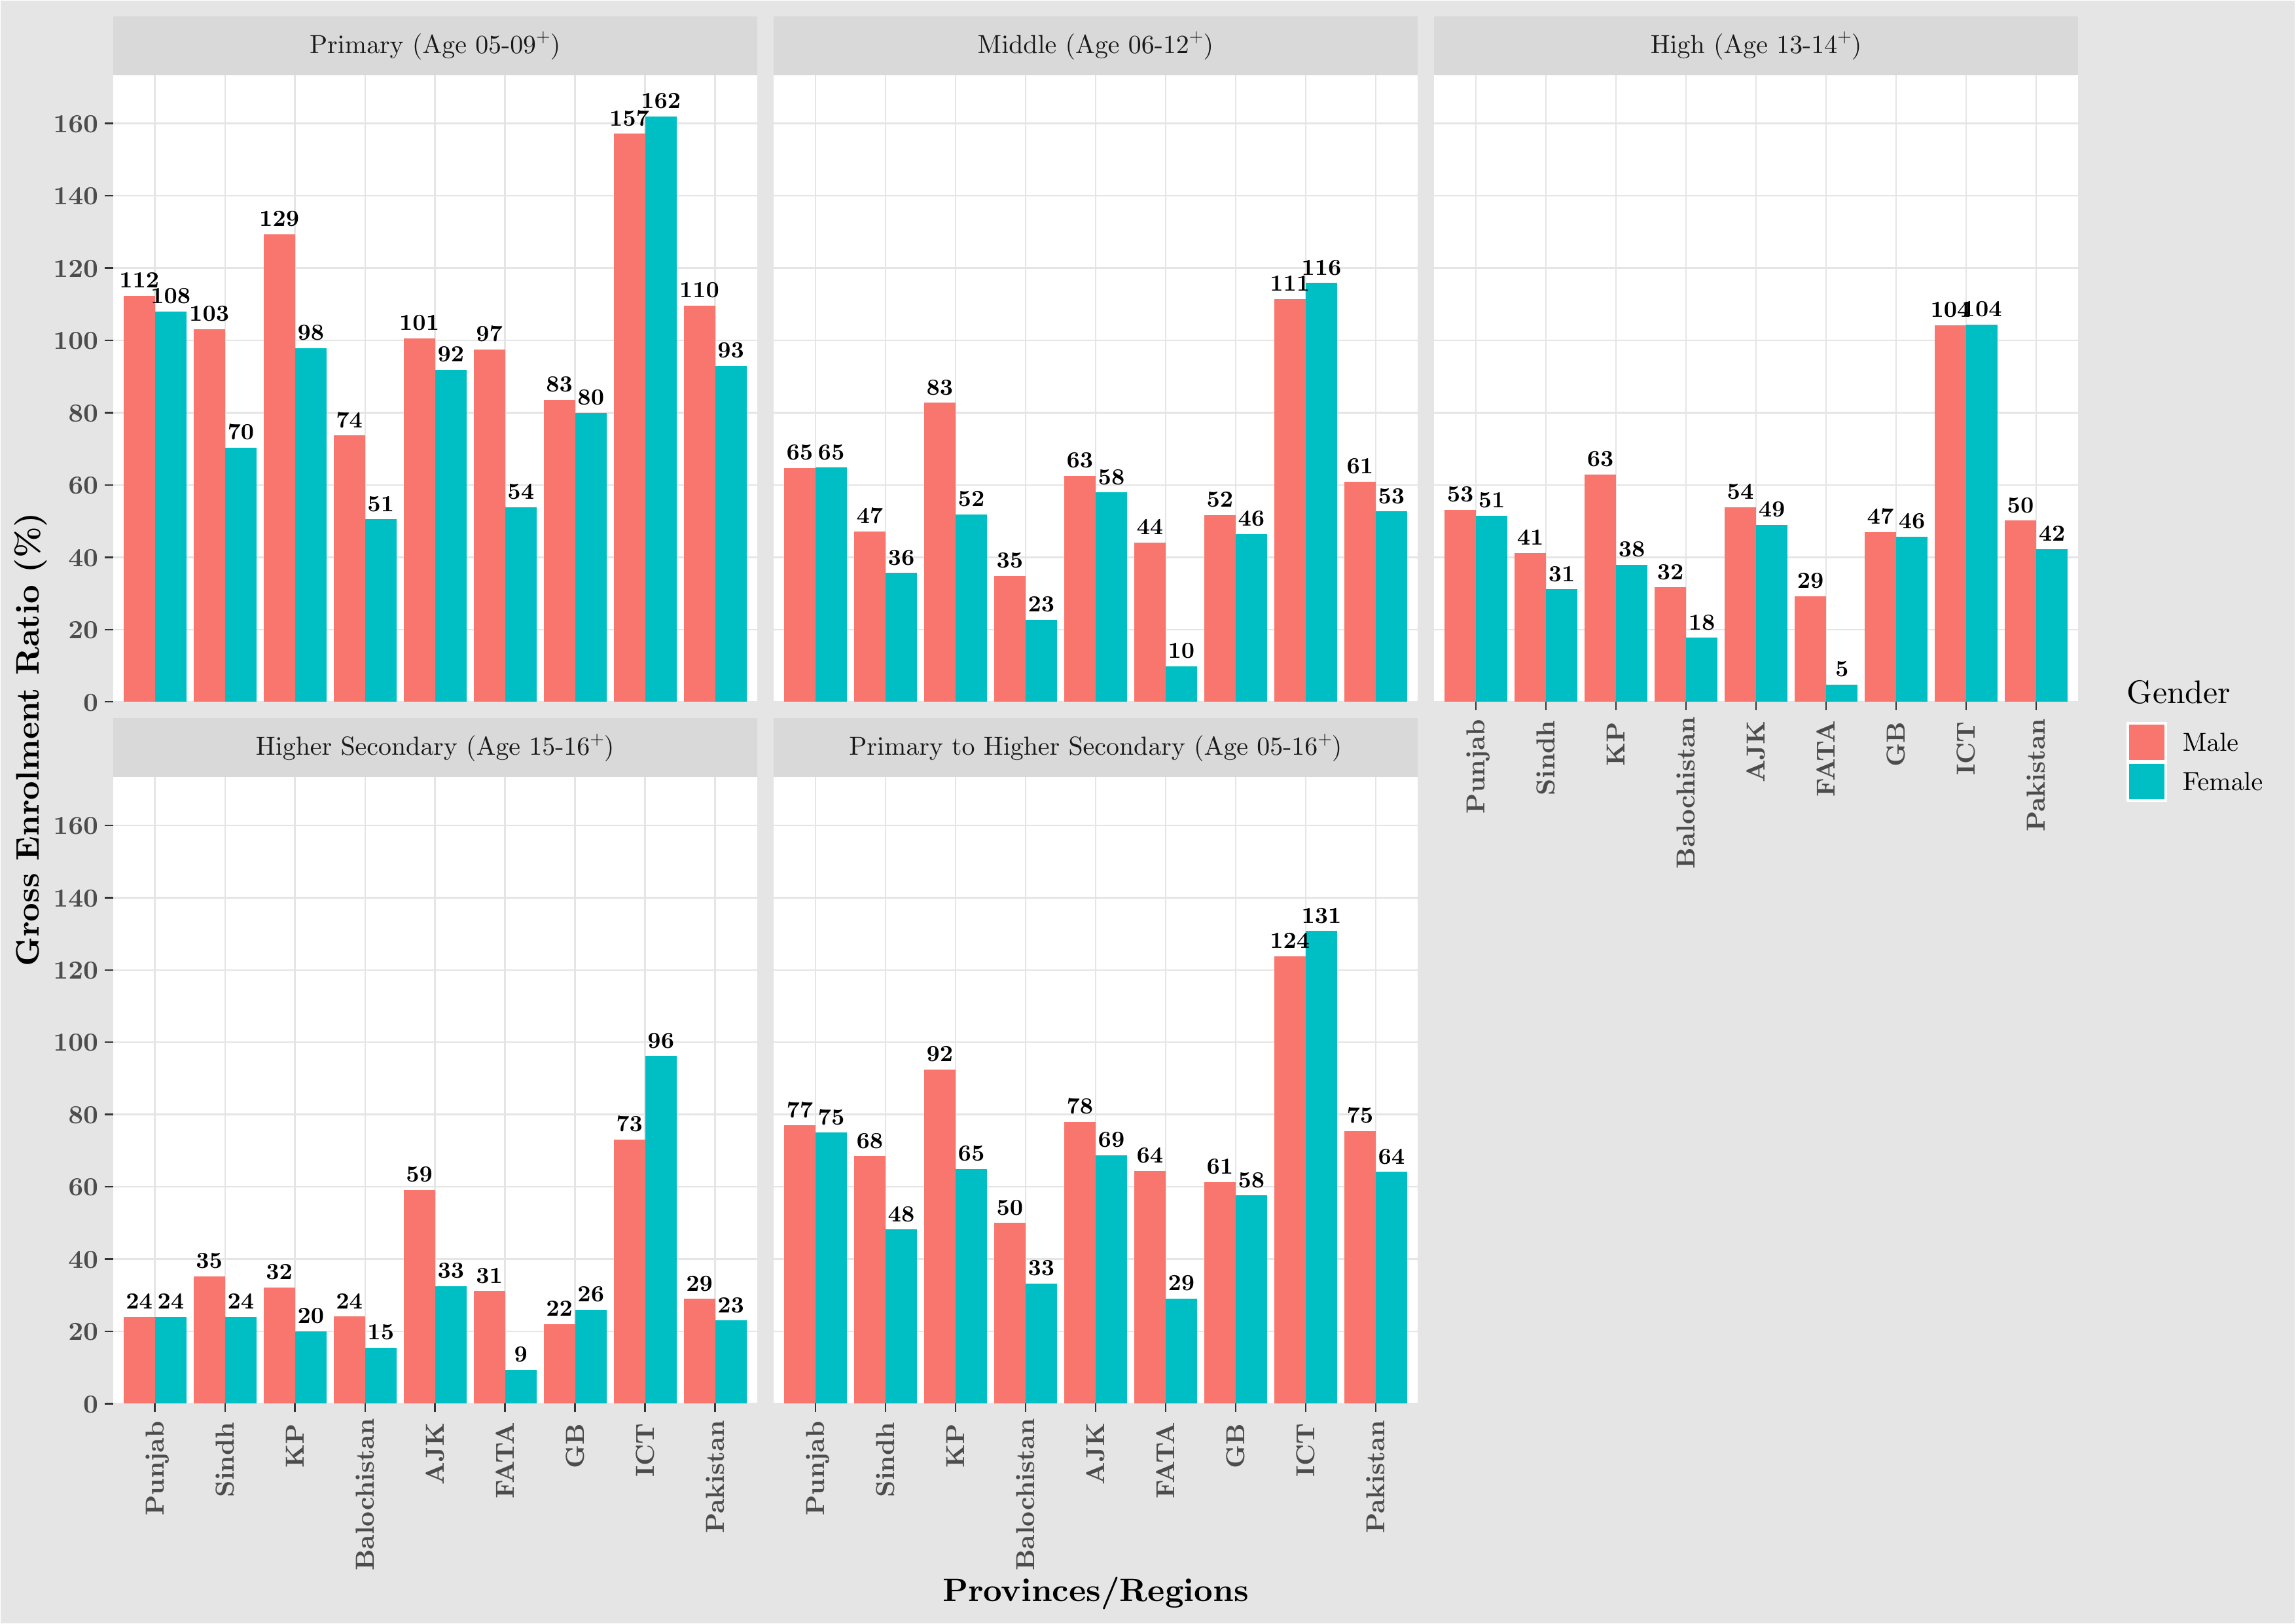 Primary (Age 05-09+)
Middle (Age 06-12+)
High (Age 13-14+)
Gross Enrolment Ratio (%)
160
140
120
100
80
60
40
20
0
112 108 103 70 129 98 74 51 101 92 97 54 83 80 157 162 110 93
65 65 47 36 83 52 35 23 63 58 44 10 52 46 111 116 61 53
53 51 41 31 63 38 32 18 54 49 29 5 47 46 104 104 50 42
Punjab
Sindh
KP
Balochistan
AJK
FATA
GB
ICT
Pakistan
Gender
Male
Female
Higher Secondary (Age 15-16+)
Primary to Higher Secondary (Age 05-16+)
160
140
120
100
80
60
40
20
0
24 24 35 24 32 20 24 15 59 33 31 9 22 26 73 96 29 23
77 75 68 48 92 65 50 33 78 69 64 29 61 58 124 131 75 64
Punjab
Sindh
KP
Balochistan
AJK
FATA
GB
ICT
Pakistan
Punjab
Sindh
KP
Balochistan
AJK
FATA
GB
ICT
Pakistan
Provinces/Regions